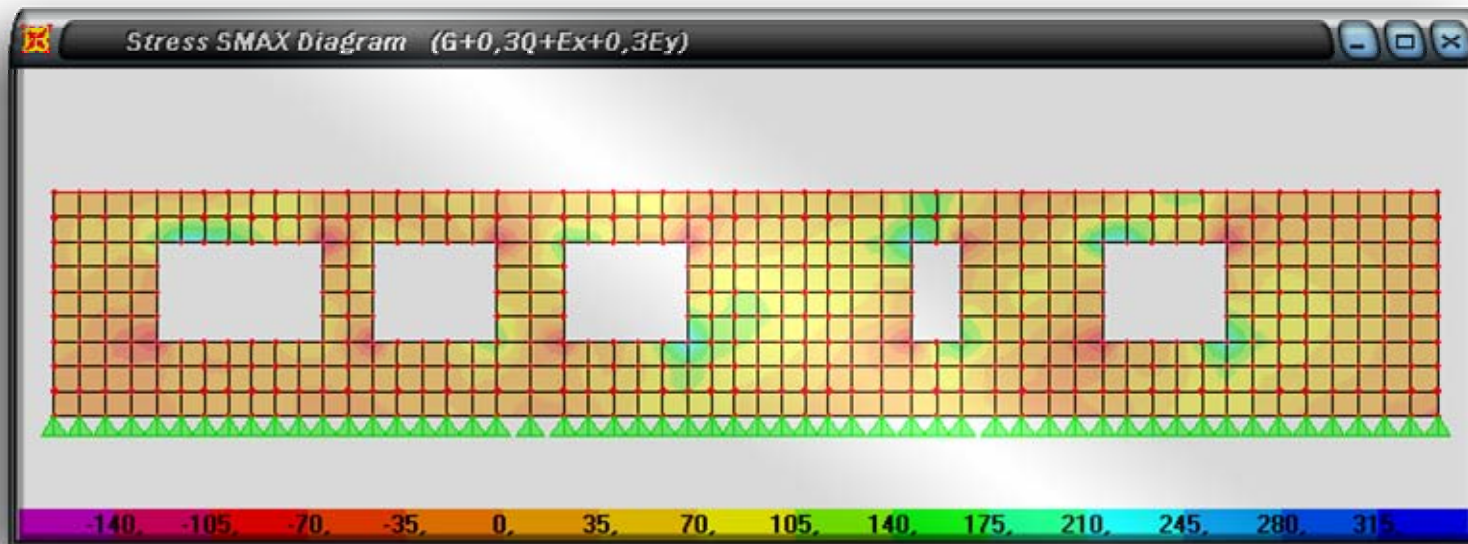 Stress SMAX Diagram (G+0,3Q+Ex+0,3Ey)
-140, -105, -70, -35, 0, 35, 70, 105, 140, 175, 210, 245, 280, 315,